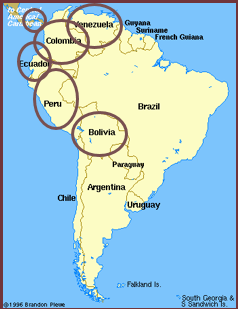 to Central
America/
Caribbean
Venezuela
Guyana
Suriname
French Guiana
Colombia
Ecuador
Peru
Brazil
Bolivia
Paraguay
Chile
Argentina
Uruguay
Falkland Is.
South Georgia &
S Sandwich Is.
©1996 Brandon Plewe